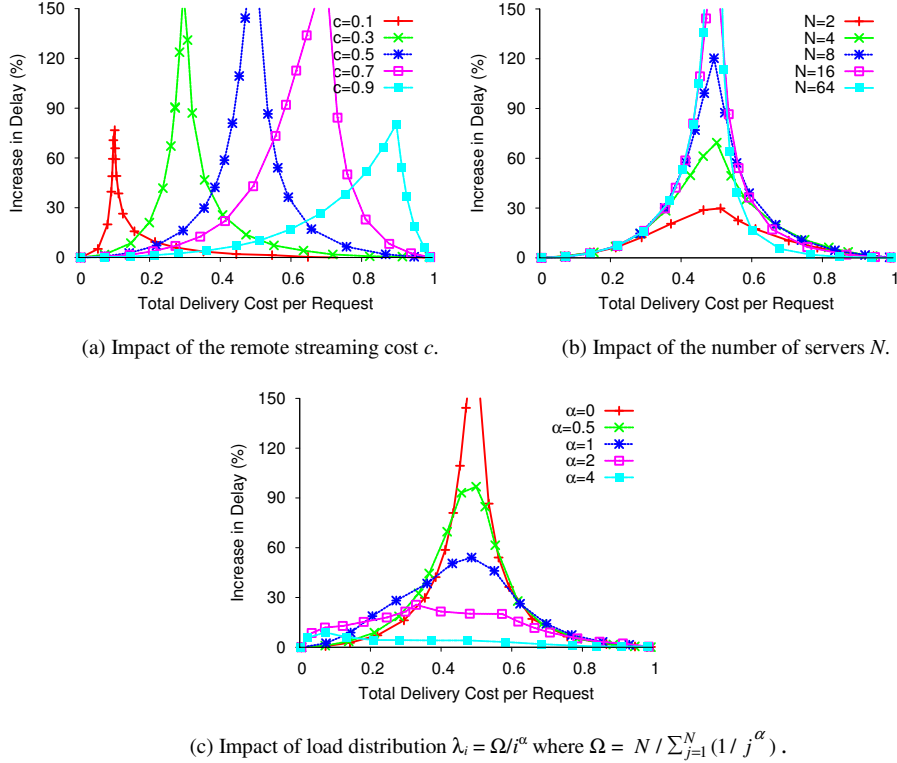 150
120
90
60
30
0
Increase in Delay (%)
c=0.1
c=0.3
c=0.5
c=0.7
c=0.9
0 0.2 0.4 0.6 0.8 1
Total Delivery Cost per Request
(a) Impact of the remote streaming cost c.
150
120
90
60
30
0
Increase in Delay (%)
N=2
N=4
N=8
N=16
N=64
0 0.2 0.4 0.6 0.8 1
Total Delivery Cost per Request
(b) Impact of the number of servers N.
150
120
90
60
30
0
Increase in Delay (%)
α=0
α=0.5
α=1
α=2
α=4
0 0.2 0.4 0.6 0.8 1
Total Delivery Cost per Request
(c) Impact of load distribution λᵢ = Ω/i^α where Ω = N / ∑_{j=1}^{N} (1 / j^α) .